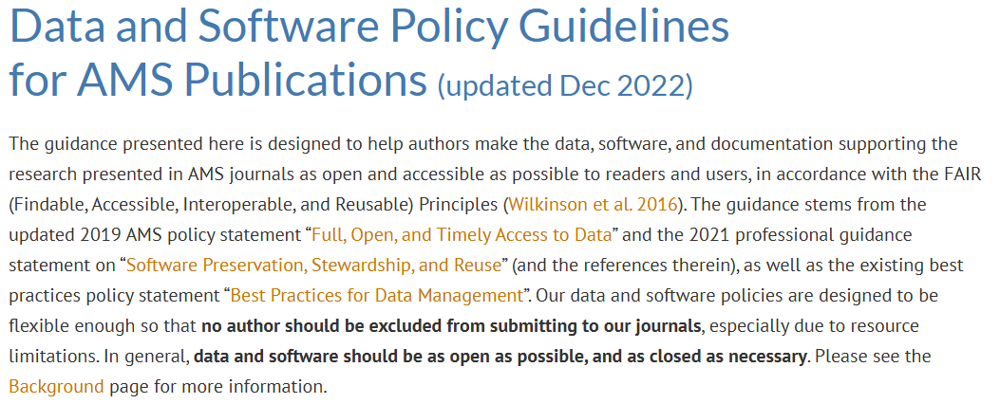 Data and Software Policy Guidelines
for AMS Publications (updated Dec 2022)
The guidance presented here is designed to help authors make the data, software, and documentation supporting the
research presented in AMS journals as open and accessible as possible to readers and users, in accordance with the FAIR
(Findable, Accessible, Interoperable, and Reusable) Principles (Wilkinson et al. 2016). The guidance stems from the
updated 2019 AMS policy statement “Full, Open, and Timely Access to Data” and the 2021 professional guidance
statement on “Software Preservation, Stewardship, and Reuse” (and the references therein), as well as the existing best
practices policy statement “Best Practices for Data Management”. Our data and software policies are designed to be
flexible enough so that no author should be excluded from submitting to our journals, especially due to resource
limitations. In general, data and software should be as open as possible, and as closed as necessary. Please see the
Background page for more information.